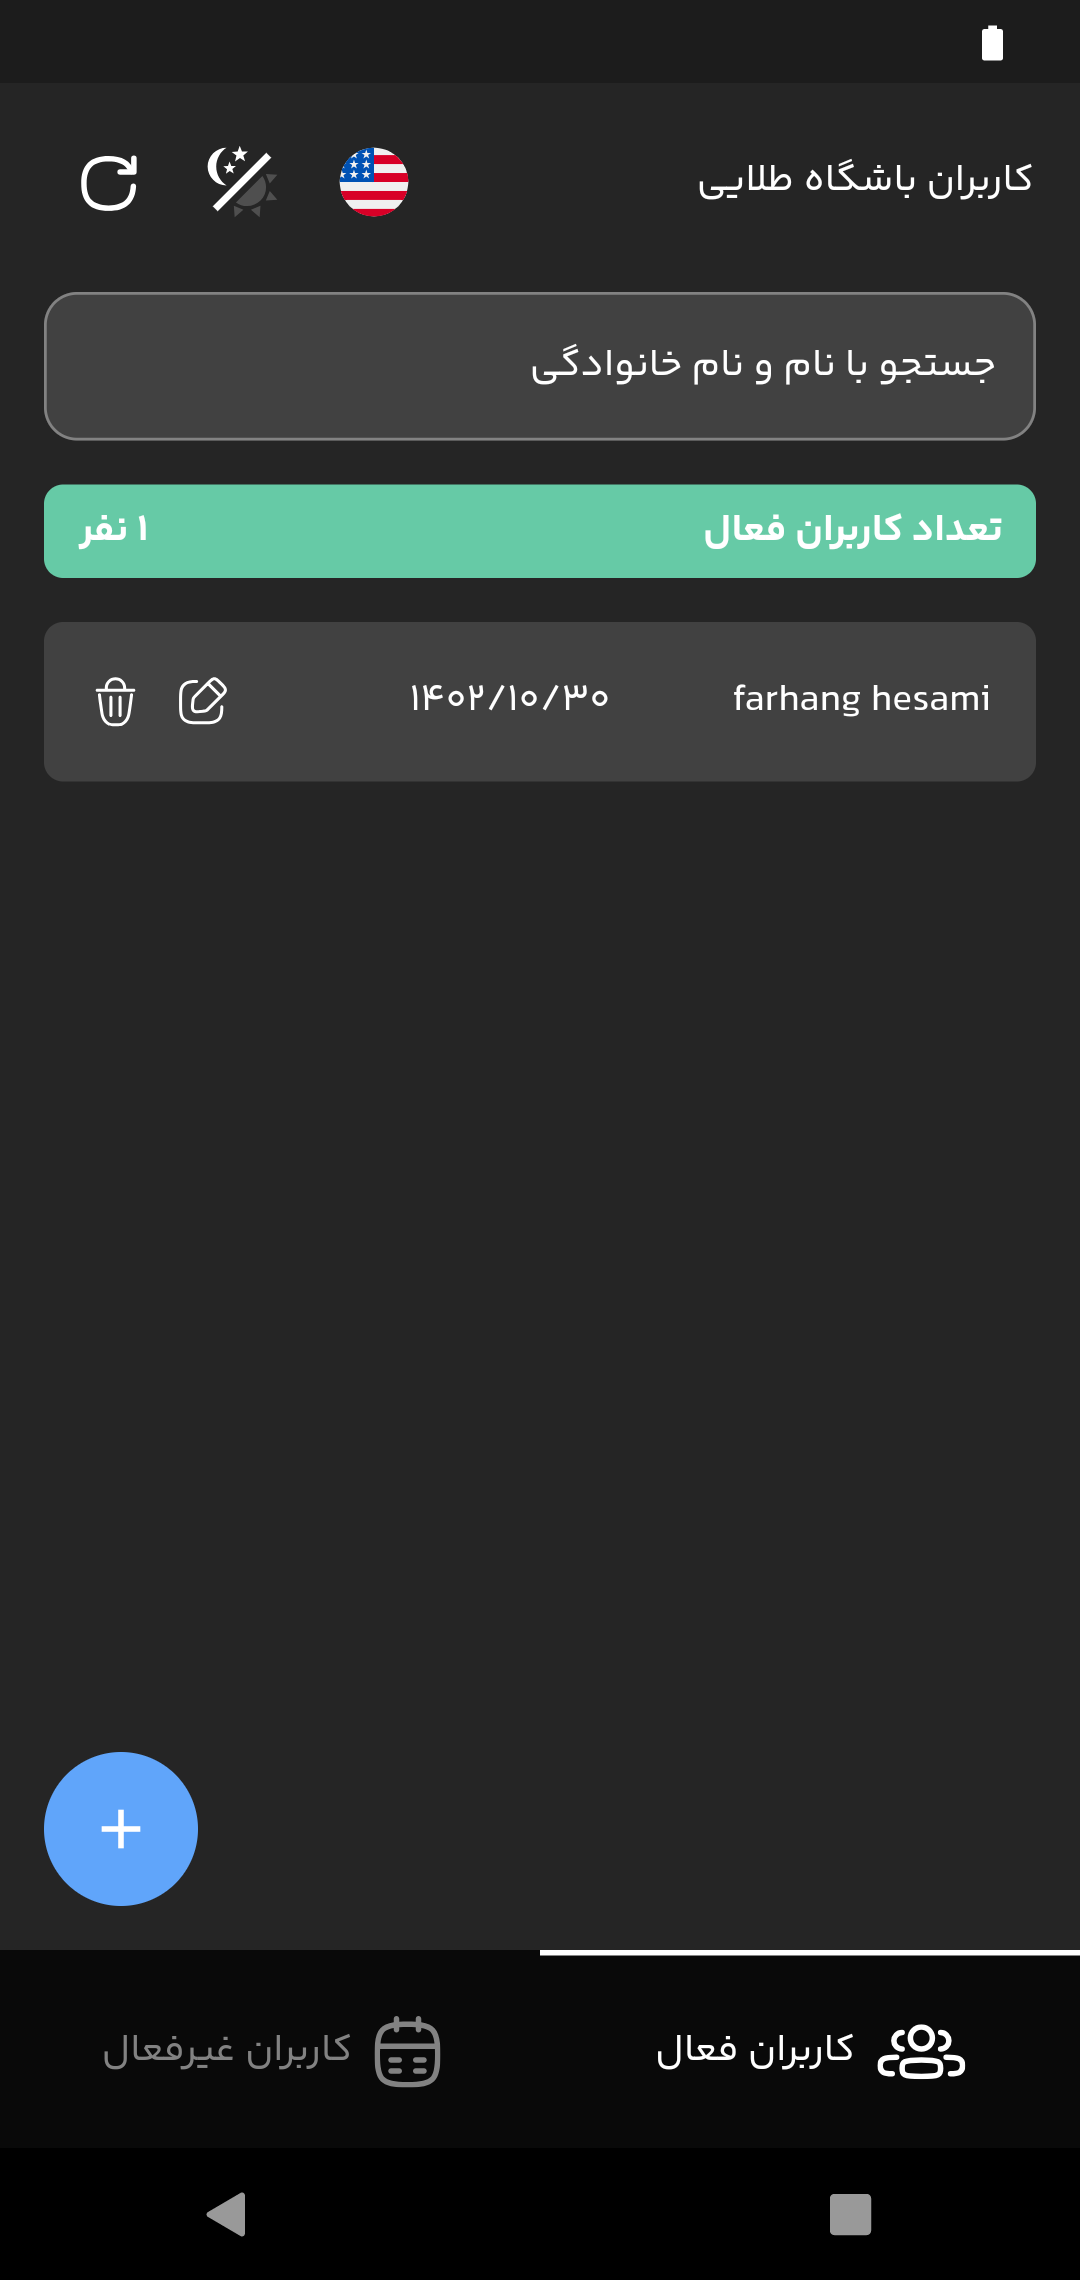 کاربران باشگاه طلایی
جستجو با نام و نام خانوادگی
تعداد کاربران فعال ۱ نفر
farhang hesami ۱۴۰۲/۱۰/۳۰
کاربران فعال کاربران غیرفعال